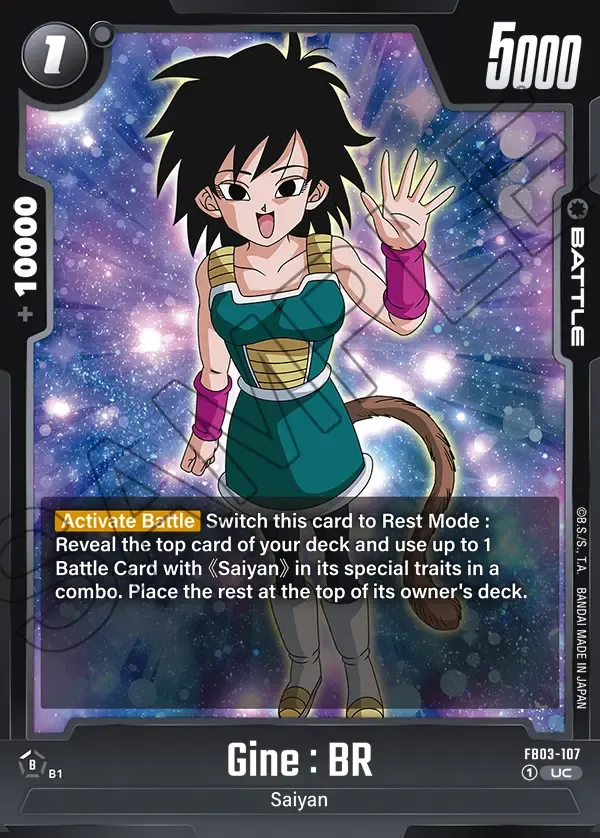 1
5000
+ 10000
BATTLE
SAMPLE
Activate Battle Switch this card to Rest Mode :
Reveal the top card of your deck and use up to 1
Battle Card with 《Saiyan》 in its special traits in a
combo. Place the rest at the top of its owner's deck.
©B.S./S., T.A. BANDAI MADE IN JAPAN
B B1
Gine : BR
FB03-107
1 UC
Saiyan